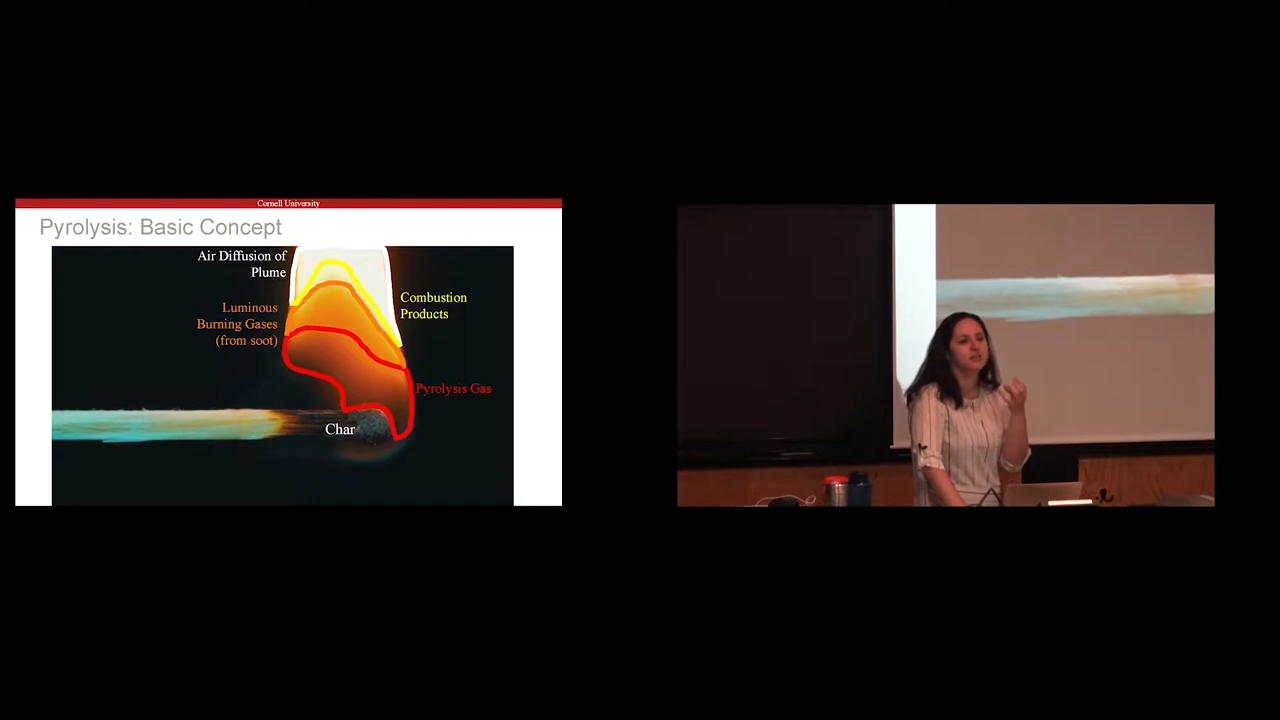 Cornell University
Pyrolysis: Basic Concept
Air Diffusion of
Plume
Luminous
Burning Gases
(from soot)
Combustion
Products
Pyrolysis Gas
Char